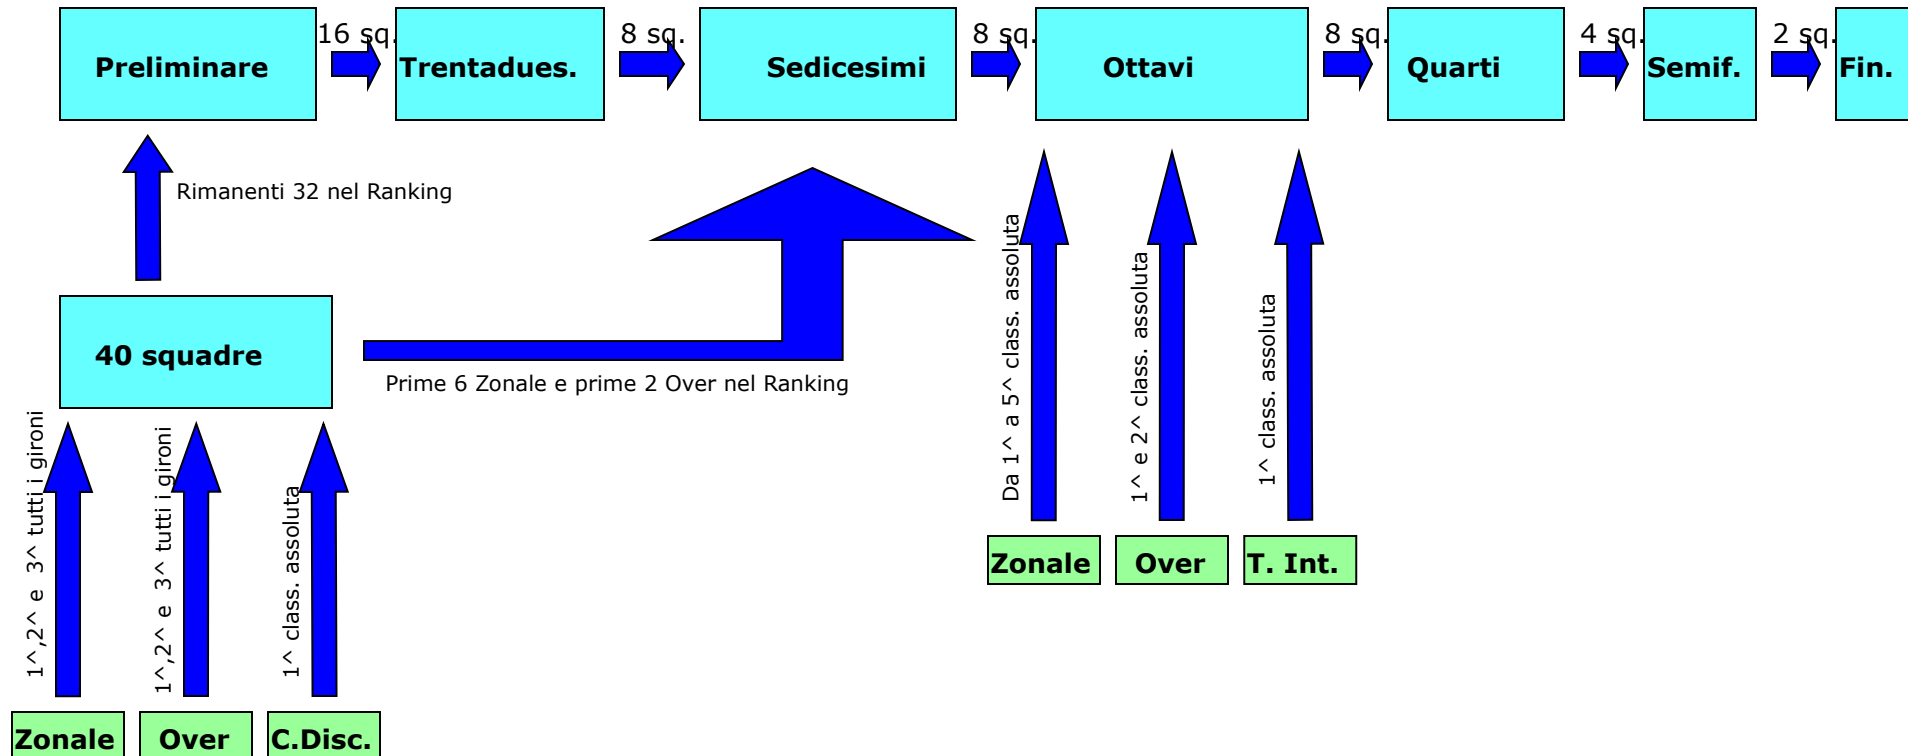 16 sq.
8 sq.
8 sq.
8 sq.
4 sq.
2 sq.
Preliminare
Trentadues.
Sedicesimi
Ottavi
Quarti
Semif.
Fin.
Rimanenti 32 nel Ranking
40 squadre
Prime 6 Zonale e prime 2 Over nel Ranking
Da 1^ a 5^ class. assoluta
1^ e 2^ class. assoluta
1^ class. assoluta
Zonale
Over
T. Int.
1^,2^ e 3^ tutti i gironi
1^,2^ e 3^ tutti i gironi
1^ class. assoluta
Zonale
Over
C.Disc.